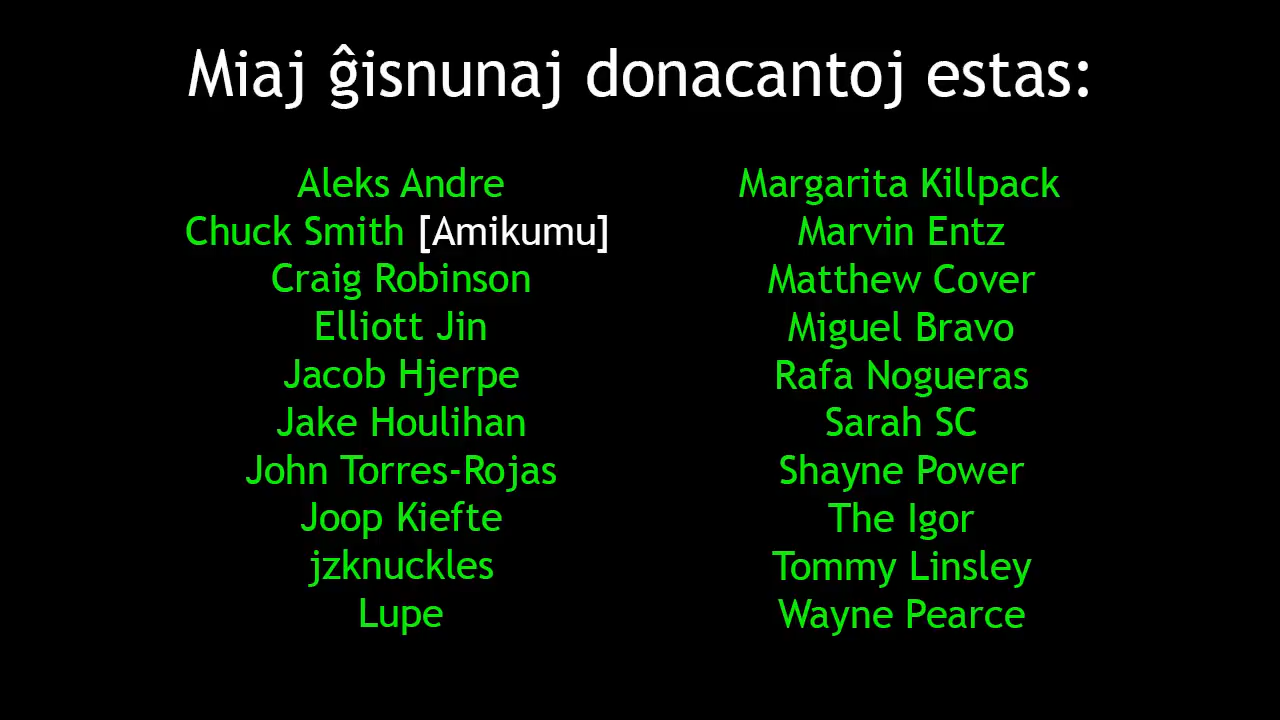 Miaj ĝisnunaj donacantoj estas:
Aleks Andre
Chuck Smith [Amikumu]
Craig Robinson
Elliott Jin
Jacob Hjerpe
Jake Houlihan
John Torres-Rojas
Joop Kiefte
jzknuckles
Lupe
Margarita Killpack
Marvin Entz
Matthew Cover
Miguel Bravo
Rafa Nogueras
Sarah SC
Shayne Power
The Igor
Tommy Linsley
Wayne Pearce